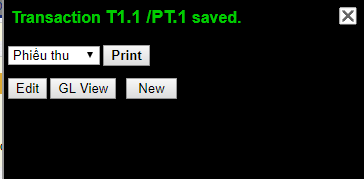 Transaction T1.1 /PT.1 saved.
Phiếu thu Print
Edit GL View New